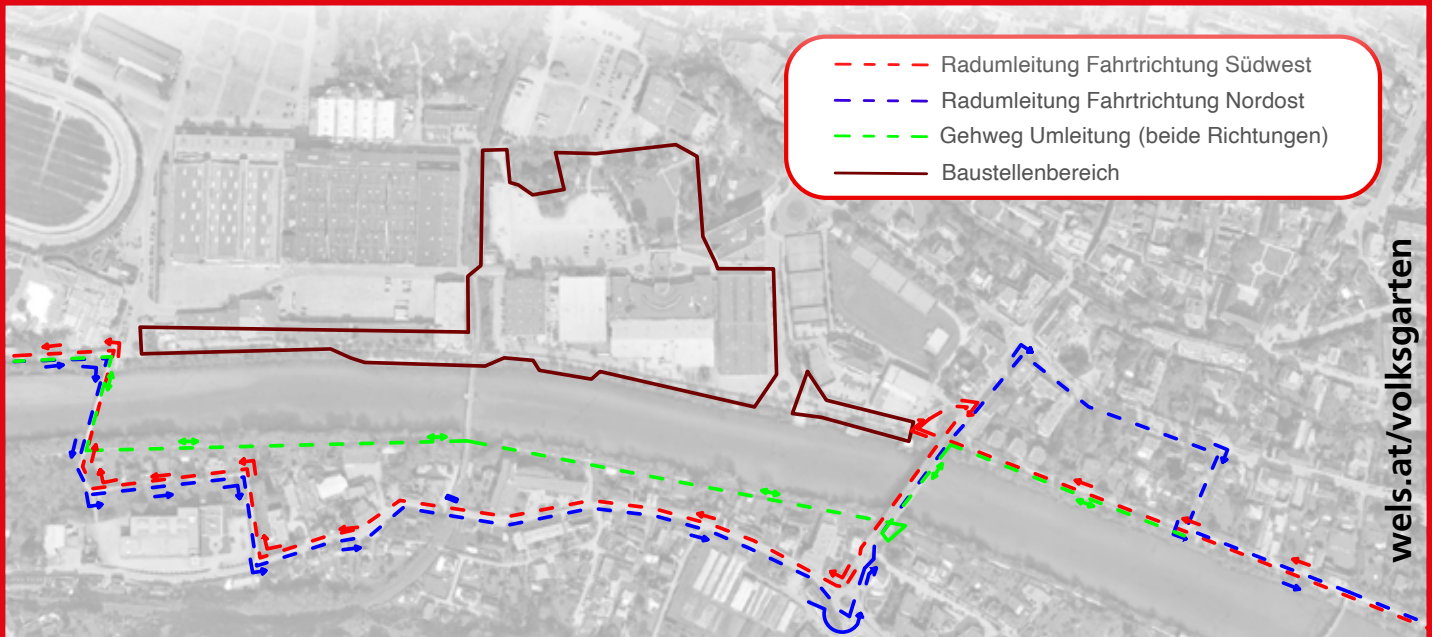 Radumleitung Fahrtrichtung Südwest
Radumleitung Fahrtrichtung Nordost
Gehweg Umleitung (beide Richtungen)
Baustellenbereich
wels.at/volksgarten